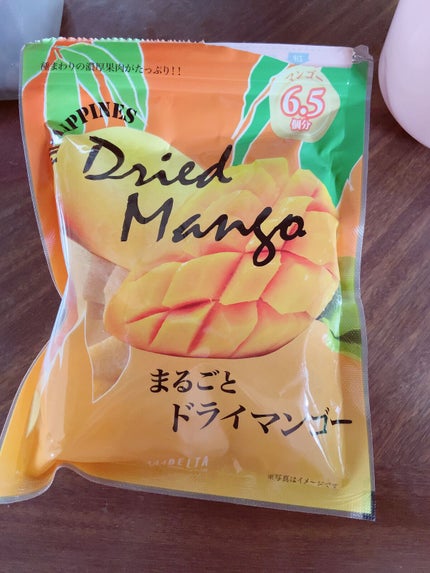 種まわりの濃厚果肉がたっぷり!!
マンゴー
6.5
個分
PHILIPPINES
Dried
Mango
まるごと
ドライマンゴー
DELTA
※写真はイメージです。